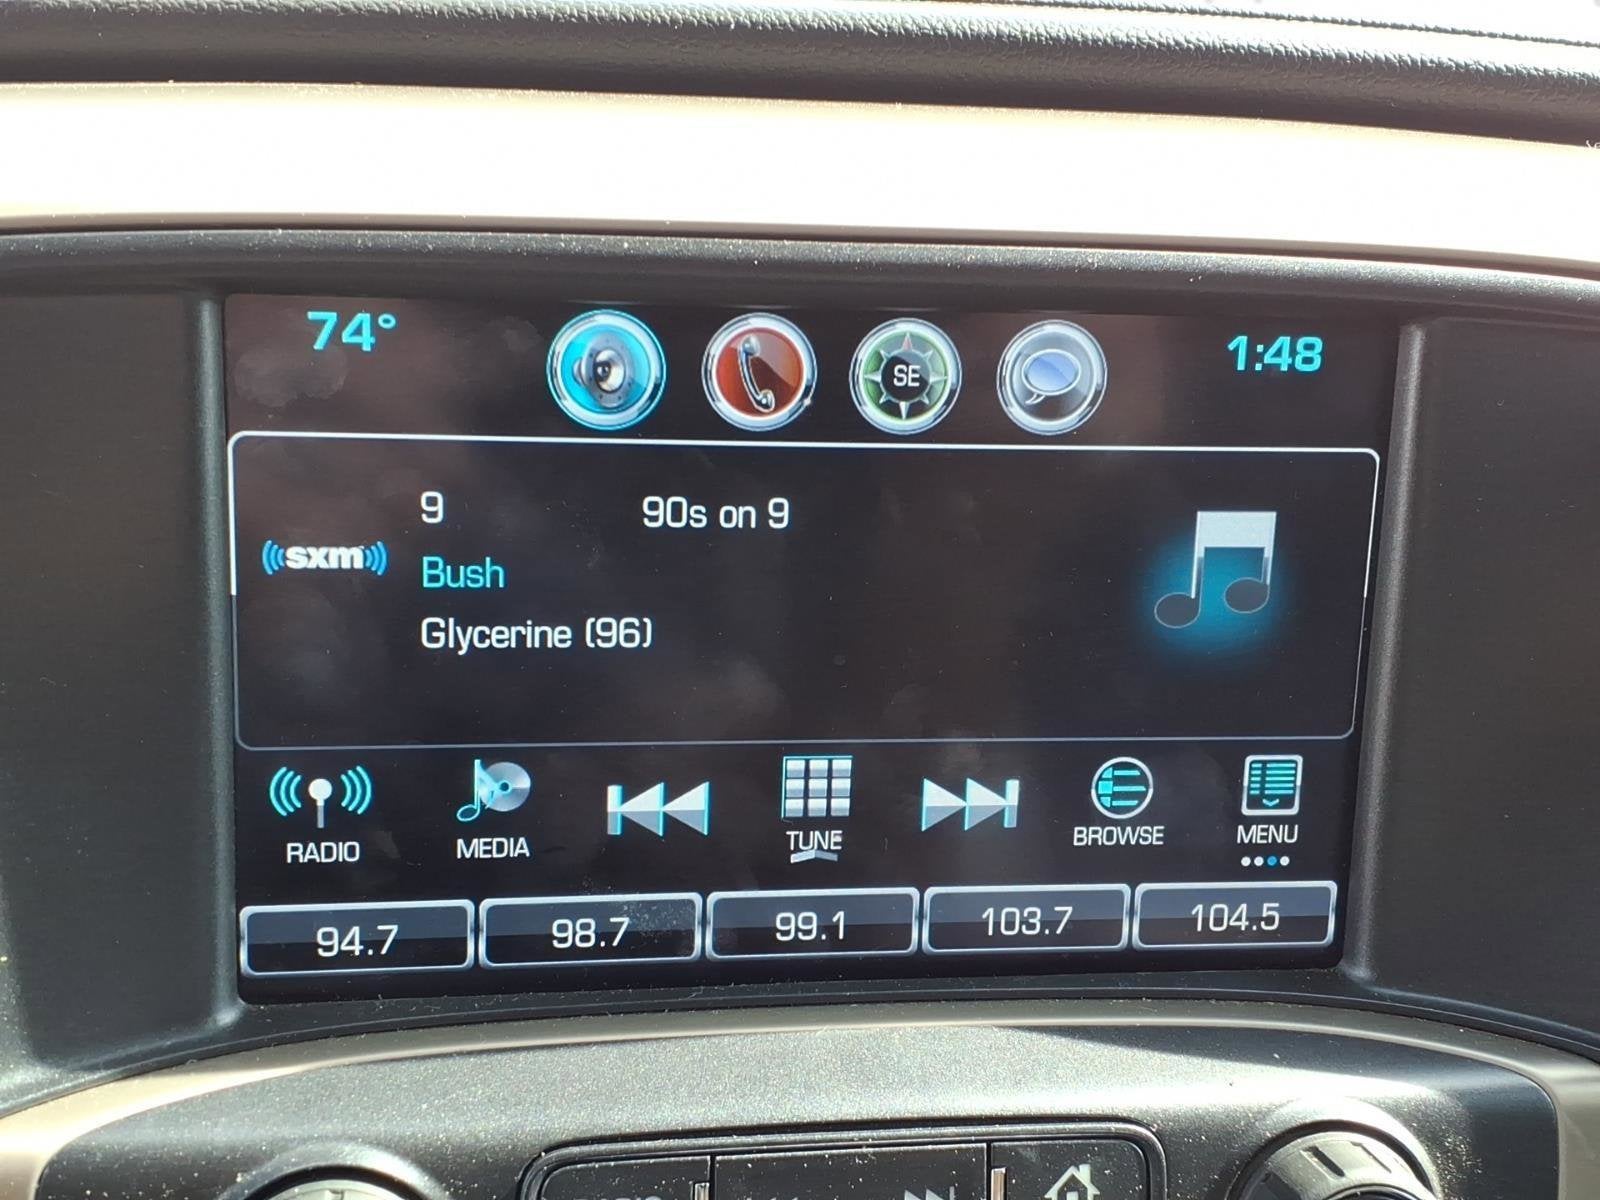 74° 1:48
SE
9 90s on 9
((sxm))
Bush
Glycerine (96)
RADIO MEDIA TUNE BROWSE MENU
94.7 98.7 99.1 103.7 104.5